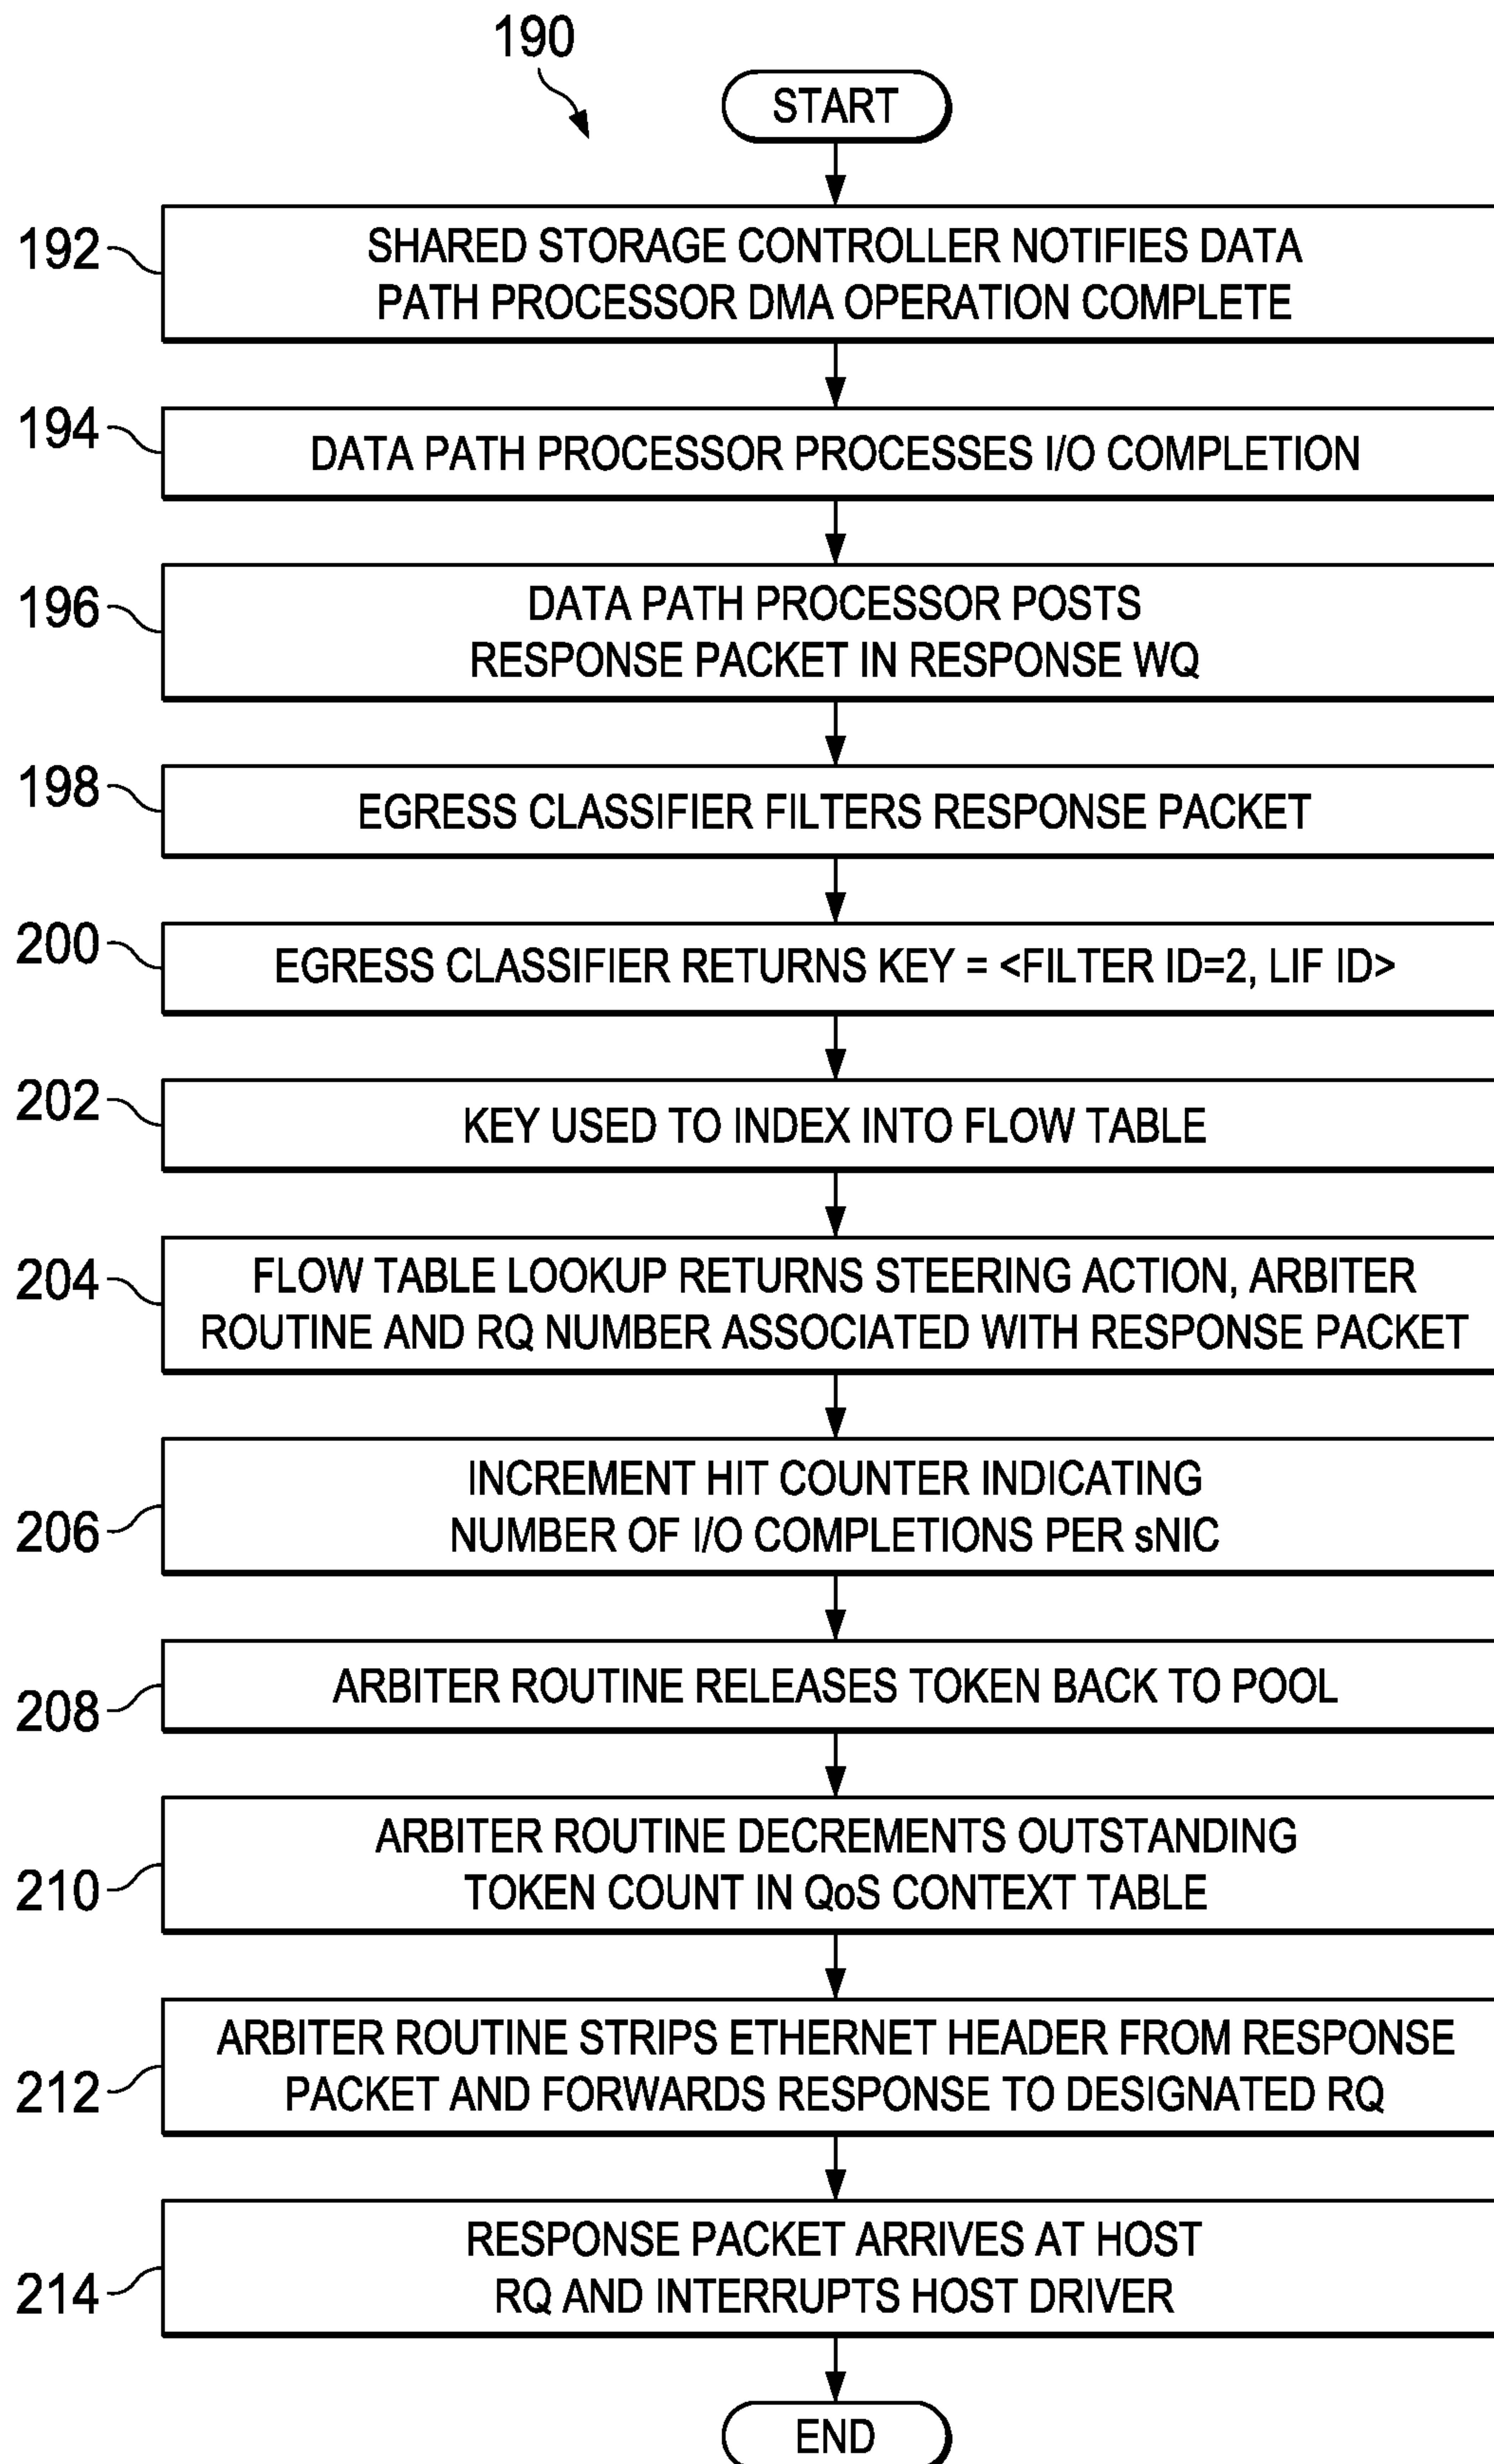 190
START
192
SHARED STORAGE CONTROLLER NOTIFIES DATA
PATH PROCESSOR DMA OPERATION COMPLETE
194
DATA PATH PROCESSOR PROCESSES I/O COMPLETION
196
DATA PATH PROCESSOR POSTS
RESPONSE PACKET IN RESPONSE WQ
198
EGRESS CLASSIFIER FILTERS RESPONSE PACKET
200
EGRESS CLASSIFIER RETURNS KEY = <FILTER ID=2, LIF ID>
202
KEY USED TO INDEX INTO FLOW TABLE
204
FLOW TABLE LOOKUP RETURNS STEERING ACTION, ARBITER
ROUTINE AND RQ NUMBER ASSOCIATED WITH RESPONSE PACKET
206
INCREMENT HIT COUNTER INDICATING
NUMBER OF I/O COMPLETIONS PER sNIC
208
ARBITER ROUTINE RELEASES TOKEN BACK TO POOL
210
ARBITER ROUTINE DECREMENTS OUTSTANDING
TOKEN COUNT IN QoS CONTEXT TABLE
212
ARBITER ROUTINE STRIPS ETHERNET HEADER FROM RESPONSE
PACKET AND FORWARDS RESPONSE TO DESIGNATED RQ
214
RESPONSE PACKET ARRIVES AT HOST
RQ AND INTERRUPTS HOST DRIVER
END